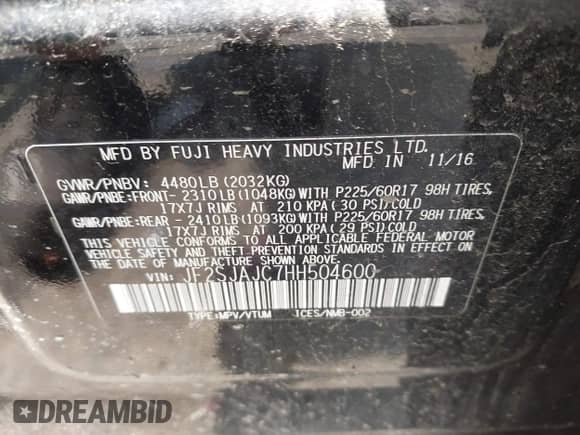 MFD BY FUJI HEAVY INDUSTRIES LTD.
MFD IN 11/16
GVWR/PNBV: 4480LB (2032KG)
GAWR/PNBE:FRONT- 2310LB (1048KG) WITH P225/60R17 98H TIRES,
17X7J RIMS AT 210 KPA (30 PSI) COLD
GAWR/PNBE:REAR - 2410LB (1093KG) WITH P225/60R17 98H TIRES,
17X7J RIMS AT 200 KPA (29 PSI) COLD
THIS VEHICLE CONFORMS TO ALL APPLICABLE FEDERAL MOTOR
VEHICLE SAFETY AND THEFT PREVENTION STANDARDS IN EFFECT ON
THE DATE OF MANUFACTURE SHOWN ABOVE.
VIN: JF2SJAJC7HH504600
TYPE:MPV/VTUM ICES/NMB-002
DREAMBID